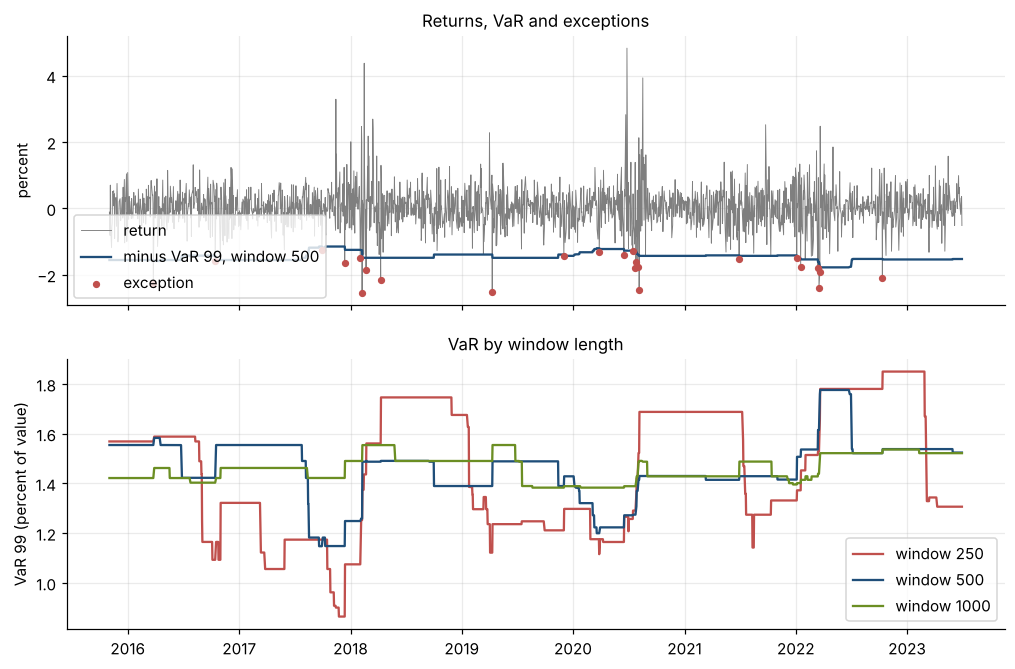 Returns, VaR and exceptions
percent
4
2
0
−2
return
minus VaR 99, window 500
exception
VaR by window length
VaR 99 (percent of value)
1.8
1.6
1.4
1.2
1.0
window 250
window 500
window 1000
2016 2017 2018 2019 2020 2021 2022 2023